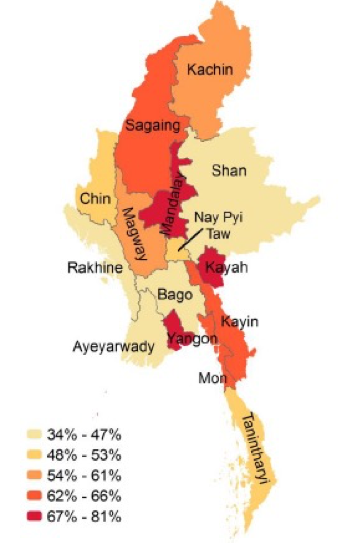 Kachin
Sagaing
Shan
Chin
Mandalay
Magway
Nay Pyi
Taw
Rakhine
Kayah
Bago
Ayeyarwady
Yangon
Kayin
Mon
Tanintharyi
34% - 47%
48% - 53%
54% - 61%
62% - 66%
67% - 81%